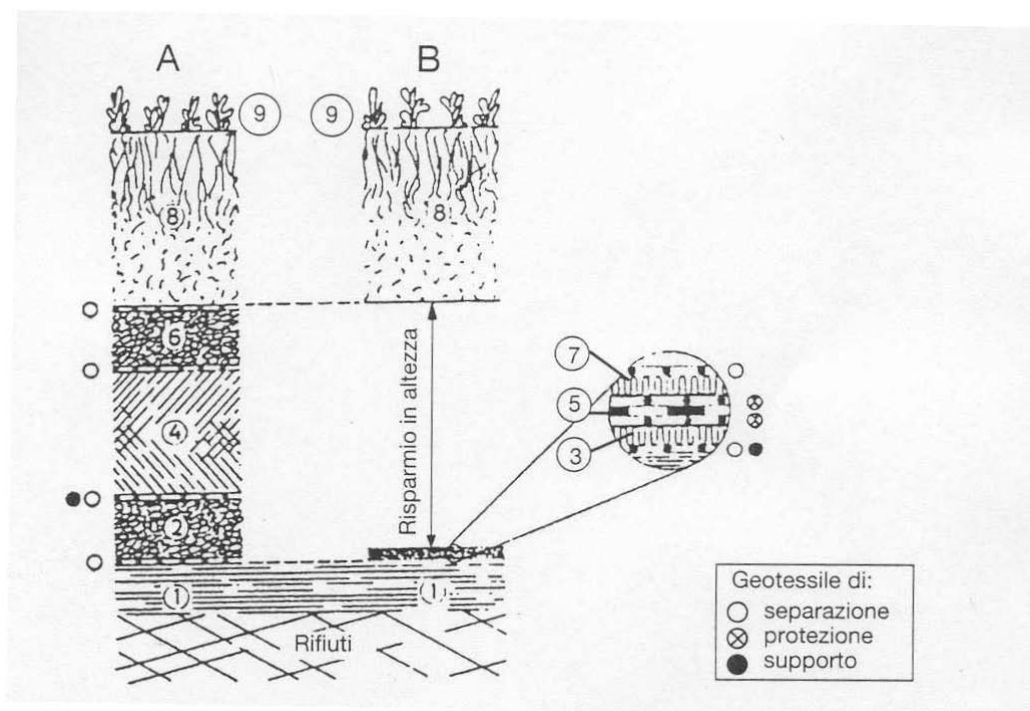 A B
9 9
8 8
6
Risparmio in altezza
7
5
4
3
2
1 1
Rifiuti
Geotessile di:
separazione
protezione
supporto